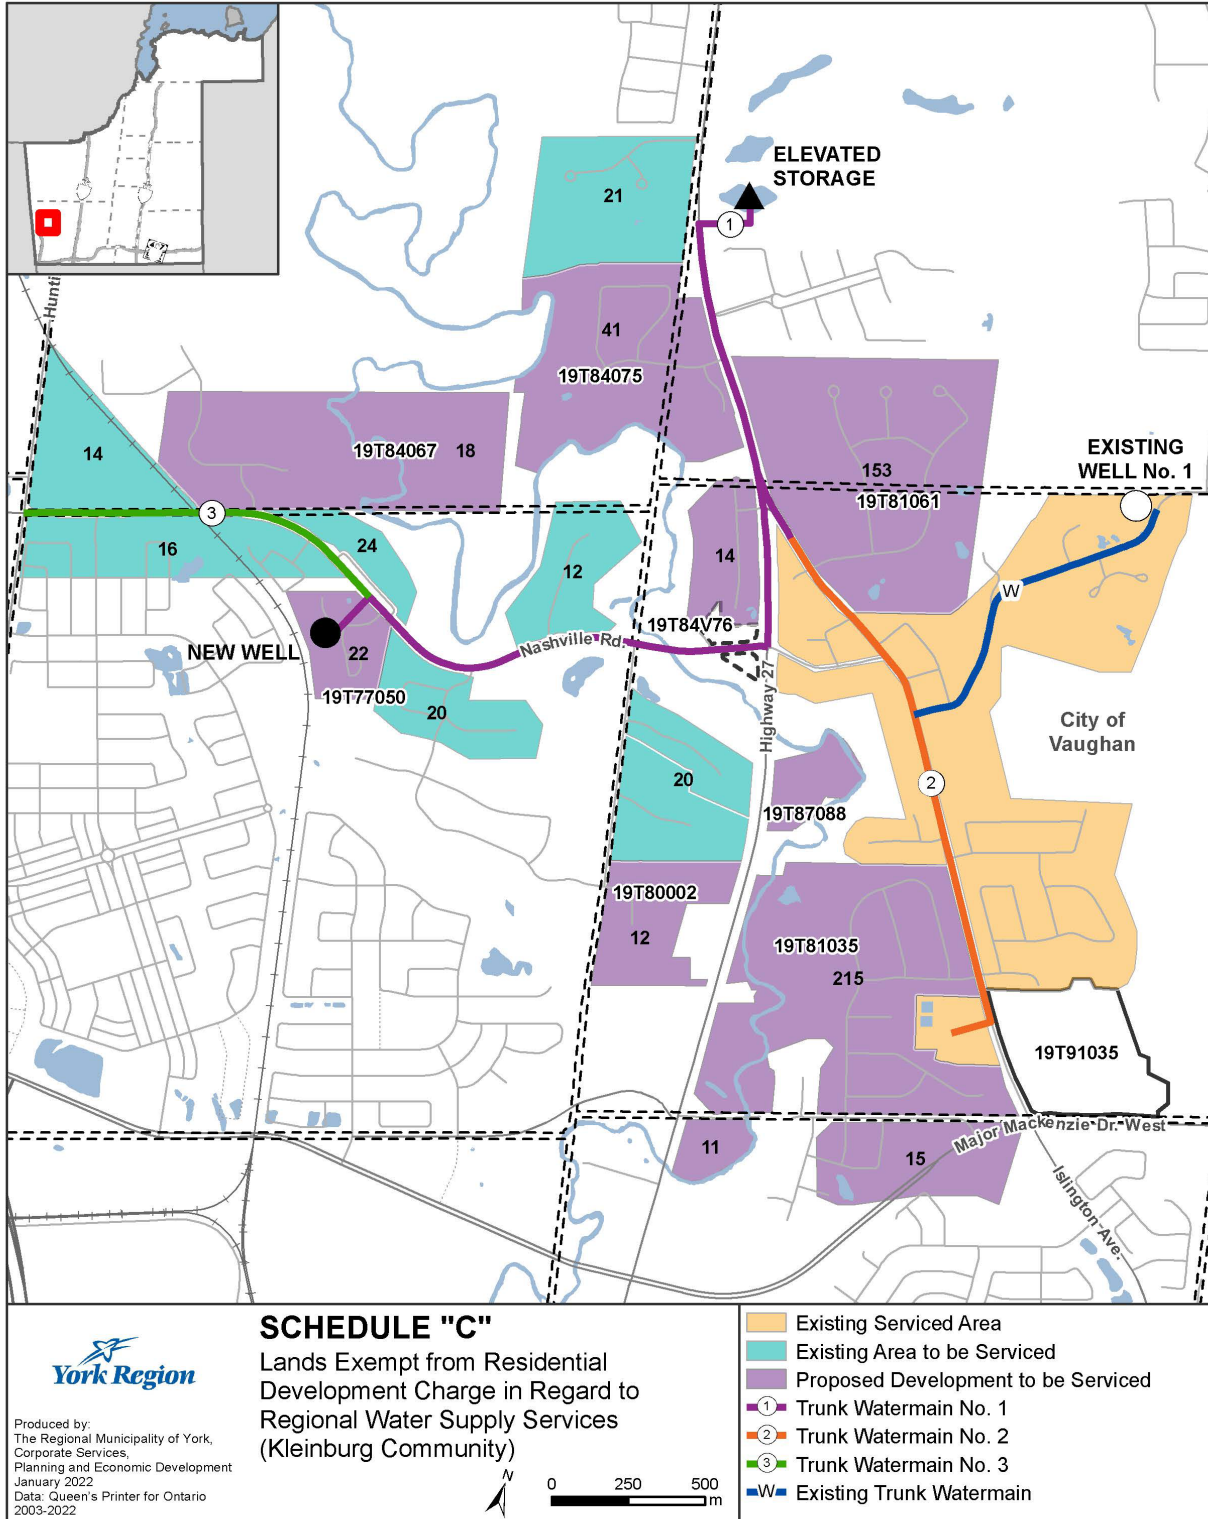 ELEVATED
STORAGE
1
21
Hunti
41
19T84075
14
19T84067
18
153
19T81061
EXISTING
WELL No. 1
3
16
24
12
14
W
19T84V76
NEW WELL
22
Nashville Rd.
19T77050
20
Highway 27
City of
Vaughan
20
2
19T87088
19T80002
12
19T81035
215
19T91035
11
15
Major Mackenzie Dr. West
Islington Ave.
York Region
Produced by:
The Regional Municipality of York,
Corporate Services,
Planning and Economic Development
January 2022
Data: Queen's Printer for Ontario
2003-2022
SCHEDULE "C"
Lands Exempt from Residential
Development Charge in Regard to
Regional Water Supply Services
(Kleinburg Community)
N
0 250 500
m
Existing Serviced Area
Existing Area to be Serviced
Proposed Development to be Serviced
1 Trunk Watermain No. 1
2 Trunk Watermain No. 2
3 Trunk Watermain No. 3
W Existing Trunk Watermain